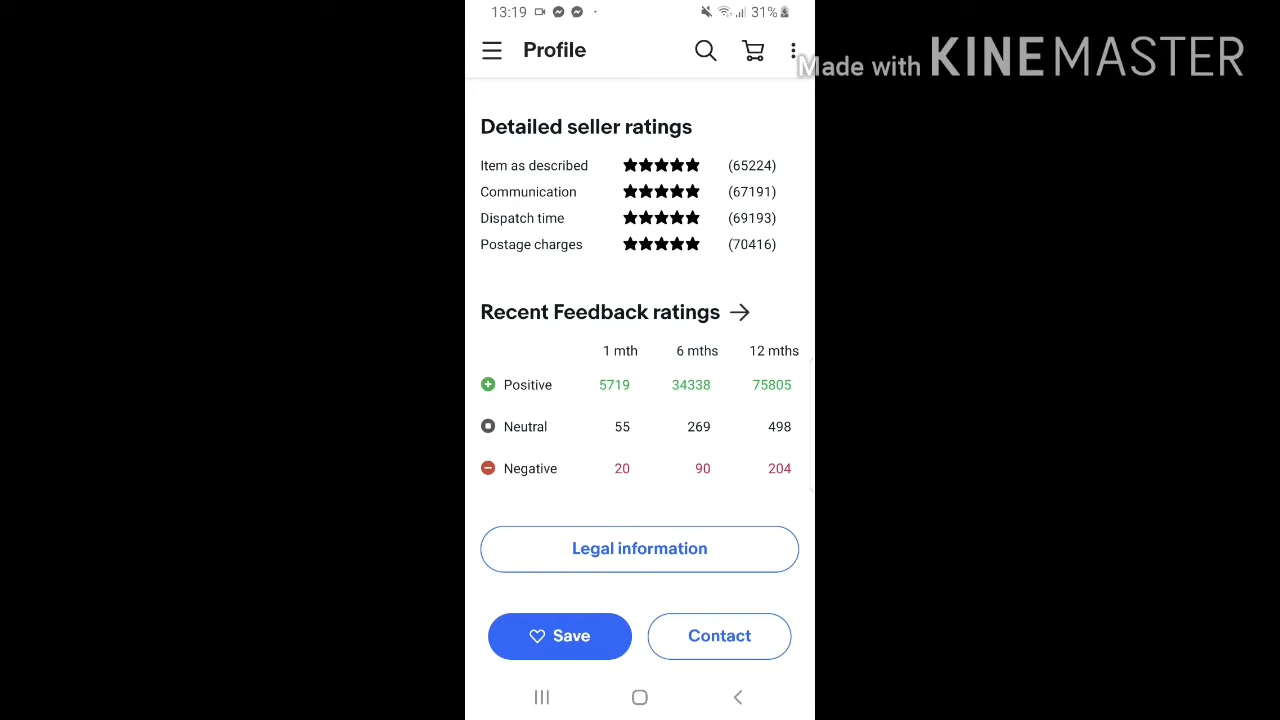 13:19 31%
Profile
Made with KINEMASTER
Detailed seller ratings
Item as described (65224)
Communication (67191)
Dispatch time (69193)
Postage charges (70416)
Recent Feedback ratings →
1 mth 6 mths 12 mths
Positive 5719 34338 75805
Neutral 55 269 498
Negative 20 90 204
Legal information
Save Contact